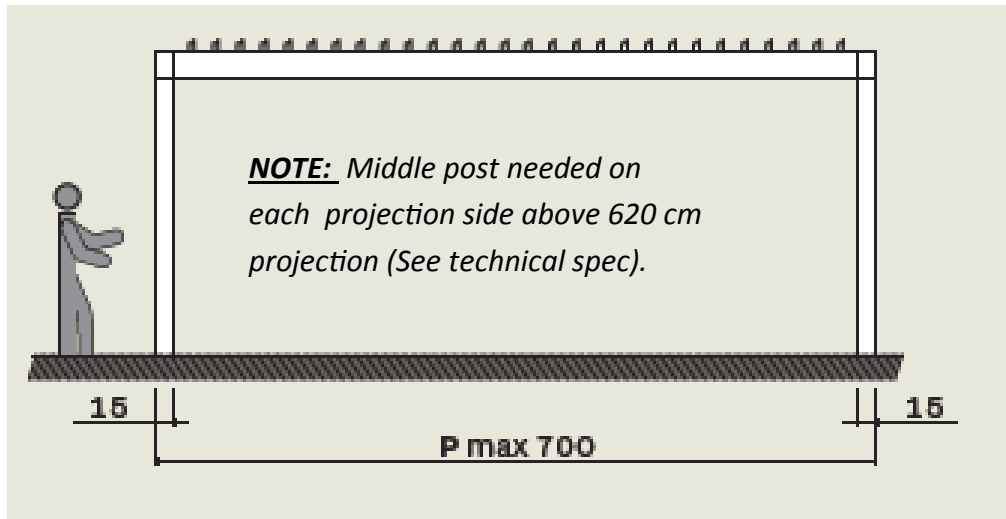 NOTE: Middle post needed on
each projection side above 620 cm
projection (See technical spec).
15
15
P max 700